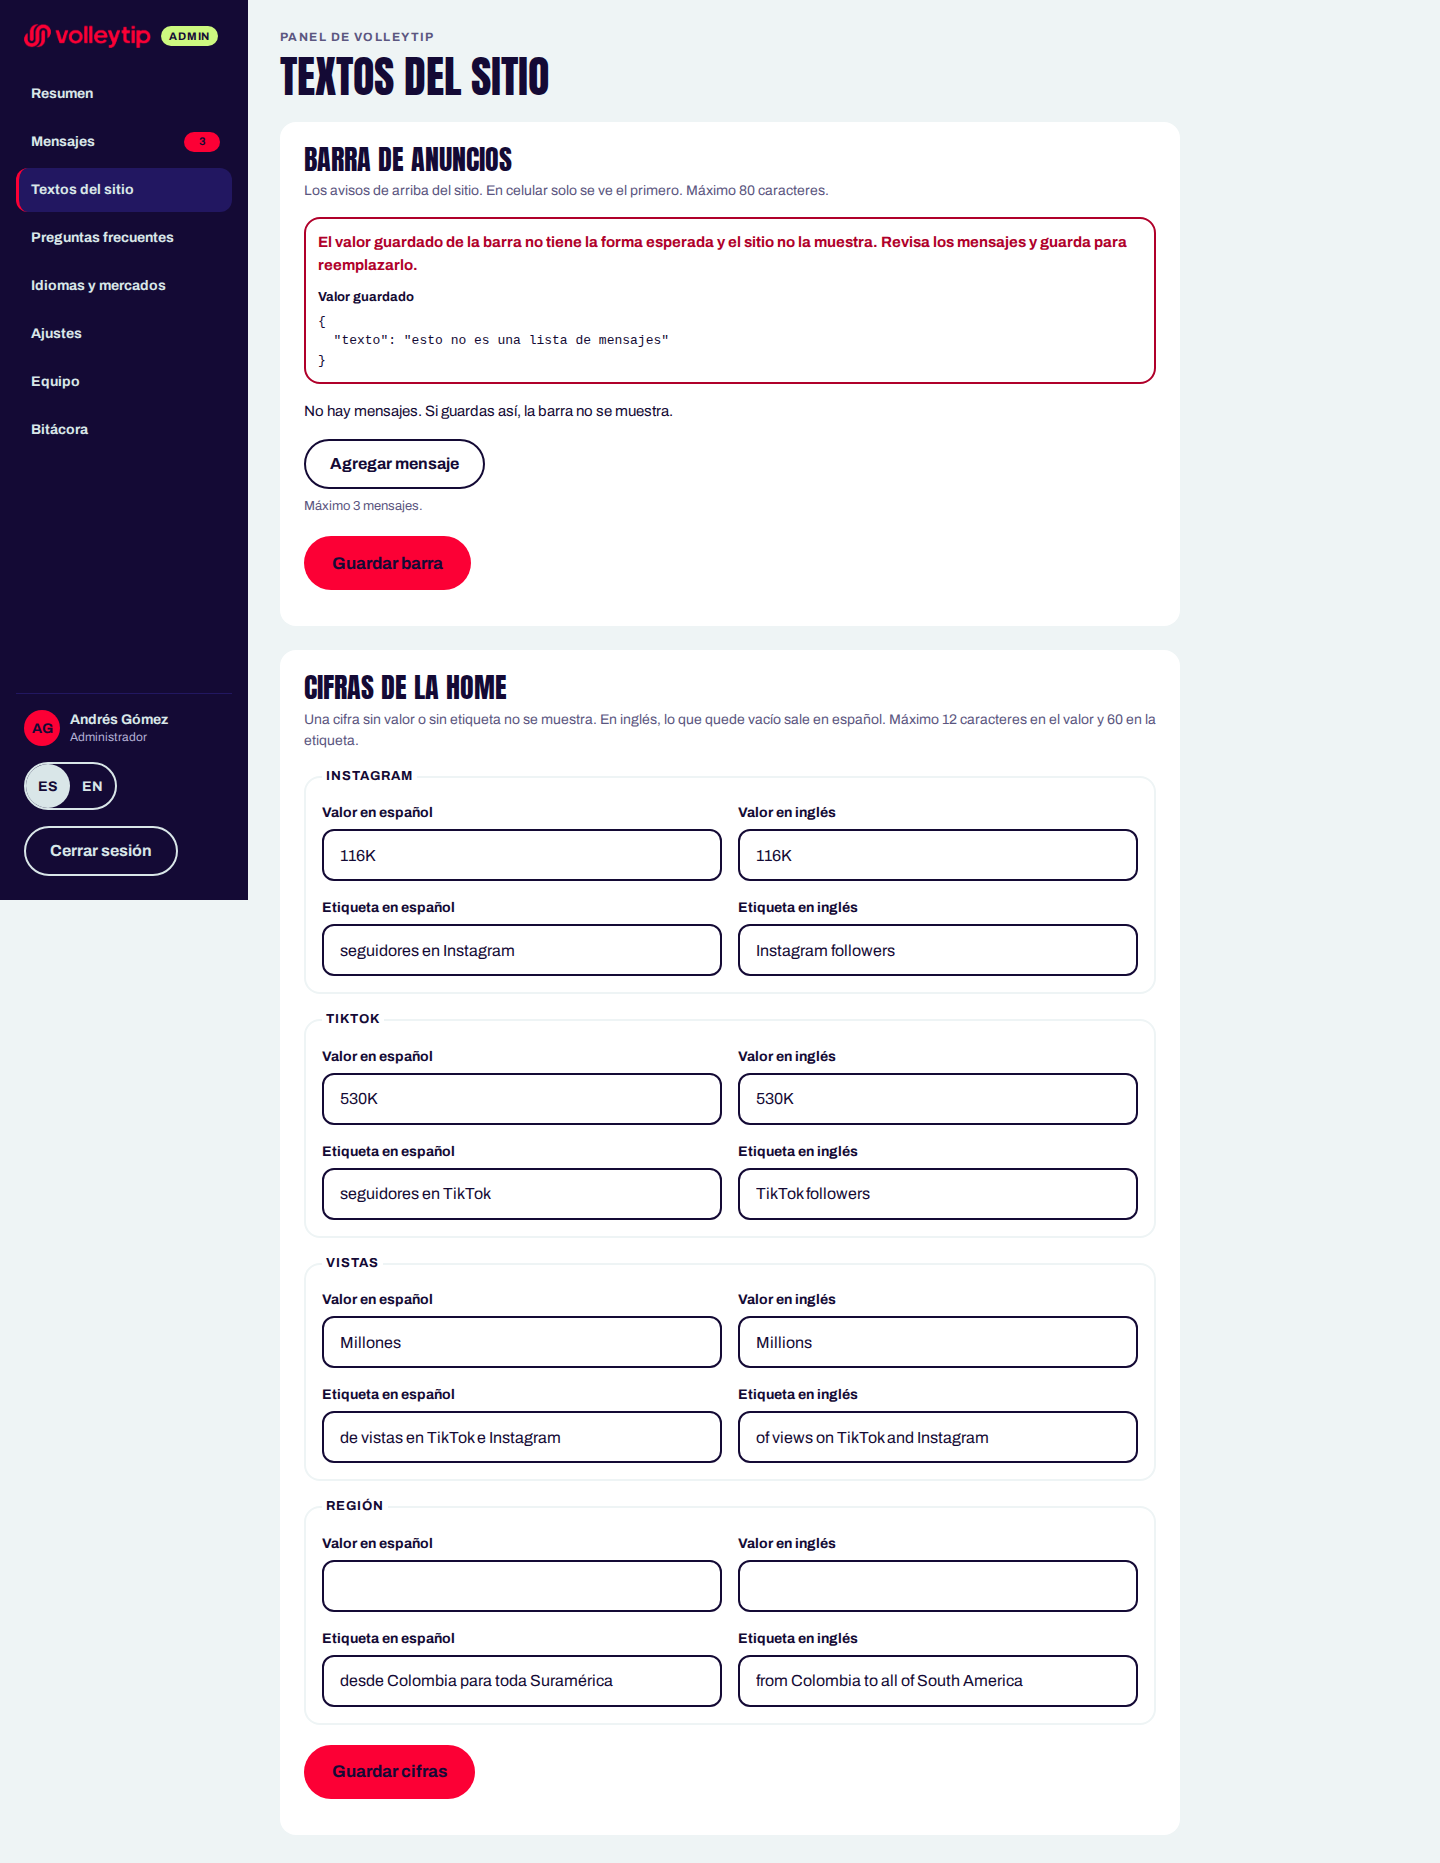 volleytip ADMIN
Resumen
Mensajes 3
Textos del sitio
Preguntas frecuentes
Idiomas y mercados
Ajustes
Equipo
Bitácora
AG Andrés Gómez
Administrador
ES EN
Cerrar sesión
PANEL DE VOLLEYTIP
TEXTOS DEL SITIO
BARRA DE ANUNCIOS
Los avisos de arriba del sitio. En celular solo se ve el primero. Máximo 80 caracteres.
El valor guardado de la barra no tiene la forma esperada y el sitio no la muestra. Revisa los mensajes y guarda para
reemplazarlo.
Valor guardado
{
"texto": "esto no es una lista de mensajes"
}
No hay mensajes. Si guardas así, la barra no se muestra.
Agregar mensaje
Máximo 3 mensajes.
Guardar barra
CIFRAS DE LA HOME
Una cifra sin valor o sin etiqueta no se muestra. En inglés, lo que quede vacío sale en español. Máximo 12 caracteres en el valor y 60 en la
etiqueta.
INSTAGRAM
Valor en español Valor en inglés
116K 116K
Etiqueta en español Etiqueta en inglés
seguidores en Instagram Instagram followers
TIKTOK
Valor en español Valor en inglés
530K 530K
Etiqueta en español Etiqueta en inglés
seguidores en TikTok TikTok followers
VISTAS
Valor en español Valor en inglés
Millones Millions
Etiqueta en español Etiqueta en inglés
de vistas en TikTok e Instagram of views on TikTok and Instagram
REGIÓN
Valor en español Valor en inglés
Etiqueta en español Etiqueta en inglés
desde Colombia para toda Suramérica from Colombia to all of South America
Guardar cifras